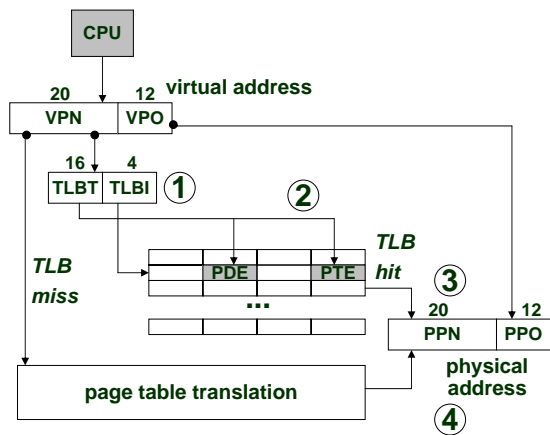 CPU
20 12 virtual address
VPN VPO
16 4
TLBT TLBI 1
2
TLB
hit
PDE PTE
TLB
miss
...
3
20 12
PPN PPO
page table translation
physical
address
4